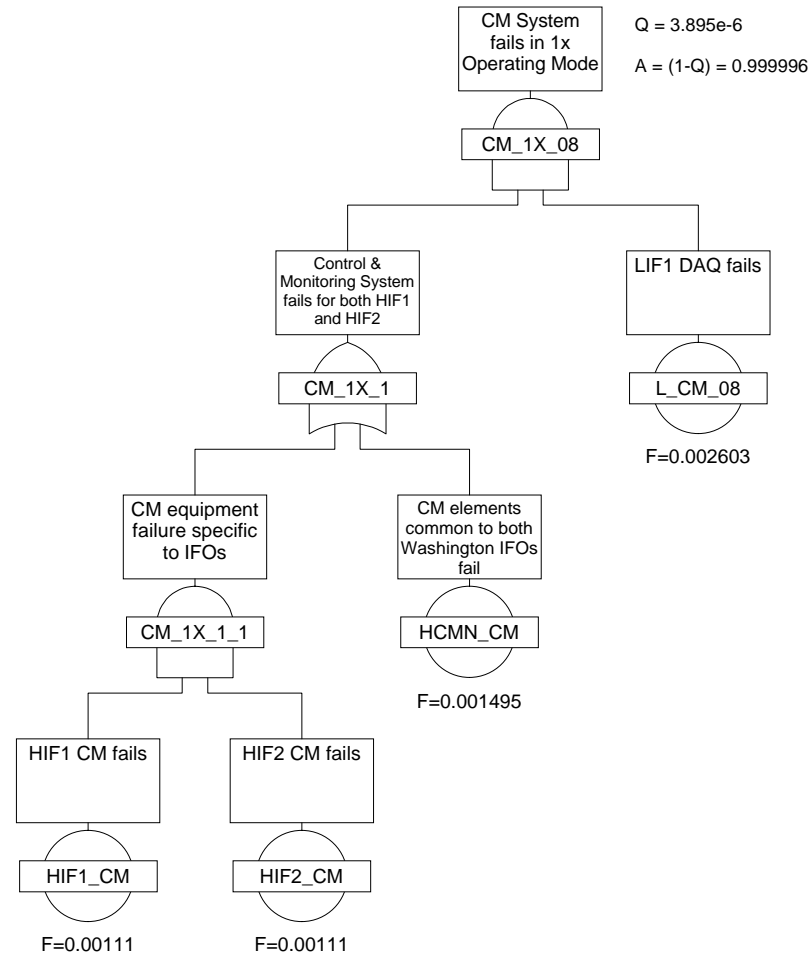 CM System
fails in 1x
Operating Mode
Q = 3.895e-6
A = (1-Q) = 0.999996
CM_1X_08
Control &
Monitoring System
fails for both HIF1
and HIF2
LIF1 DAQ fails
CM_1X_1
L_CM_08
F=0.002603
CM equipment
failure specific
to IFOs
CM elements
common to both
Washington IFOs
fail
CM_1X_1_1
HCMN_CM
F=0.001495
HIF1 CM fails
HIF2 CM fails
HIF1_CM
HIF2_CM
F=0.00111
F=0.00111